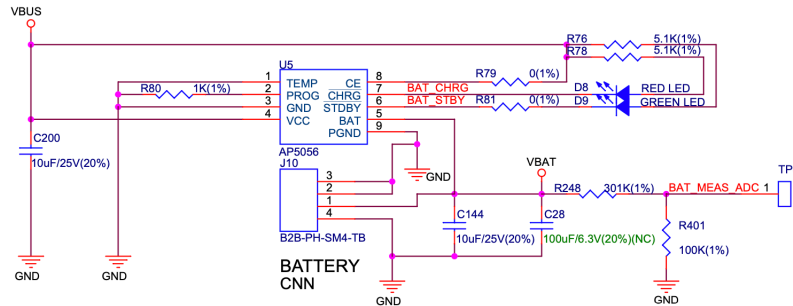 VBUS
R76 5.1K(1%)
R78 5.1K(1%)
U5
R79 0(1%)
1 TEMP CE 8
R80 1K(1%) 2 PROG CHRG 7 BAT_CHRG D8 RED LED
3 GND STDBY 6 BAT_STBY R81 0(1%) D9 GREEN LED
4 VCC BAT 5
PGND 9
C200
10uF/25V(20%)
AP5056
J10
GND
VBAT
TP
3
2
1
4
R248 301K(1%) BAT_MEAS_ADC 1
C144
10uF/25V(20%)
C28
100uF/6.3V(20%)(NC)
R401
100K(1%)
B2B-PH-SM4-TB
BATTERY
CNN
GND
GND
GND
GND